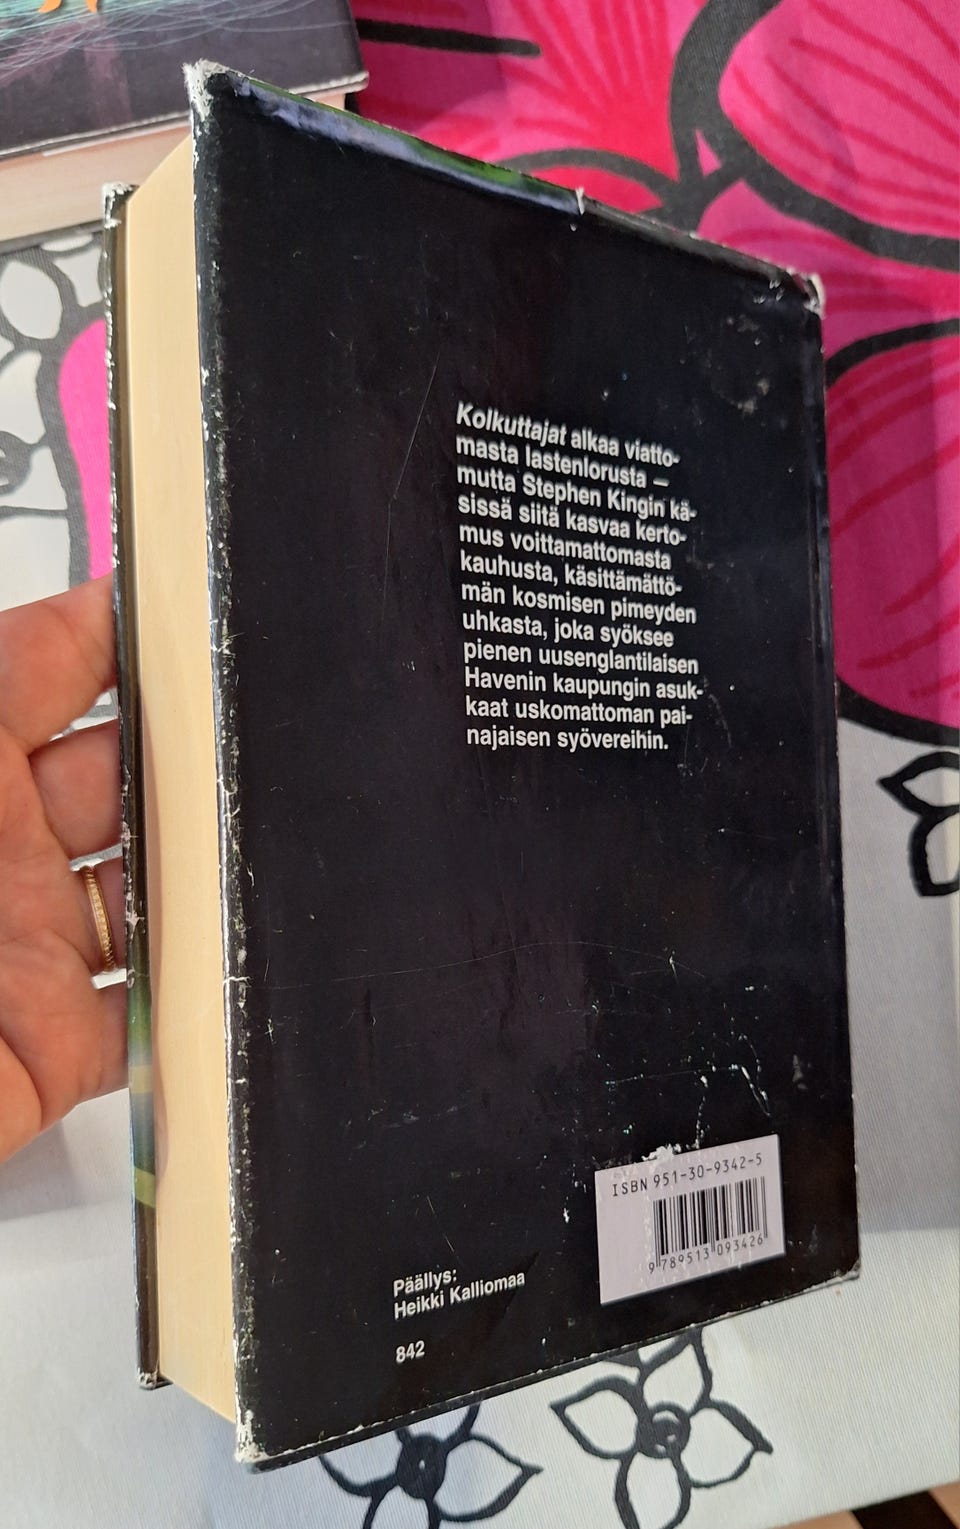 Kolkuttajat alkaa viatto-
masta lastenlorusta –
mutta Stephen Kingin kä-
sissä siitä kasvaa kerto-
mus voittamattomasta
kauhusta, käsittämättö-
män kosmisen pimeyden
uhkasta, joka syöksee
pienen uusenglantilaisen
Havenin kaupungin asuk-
kaat uskomattoman pai-
najaisen syövereihin.
ISBN 951-30-9342-5
9 789513 093426
Päällys:
Heikki Kalliomaa
842